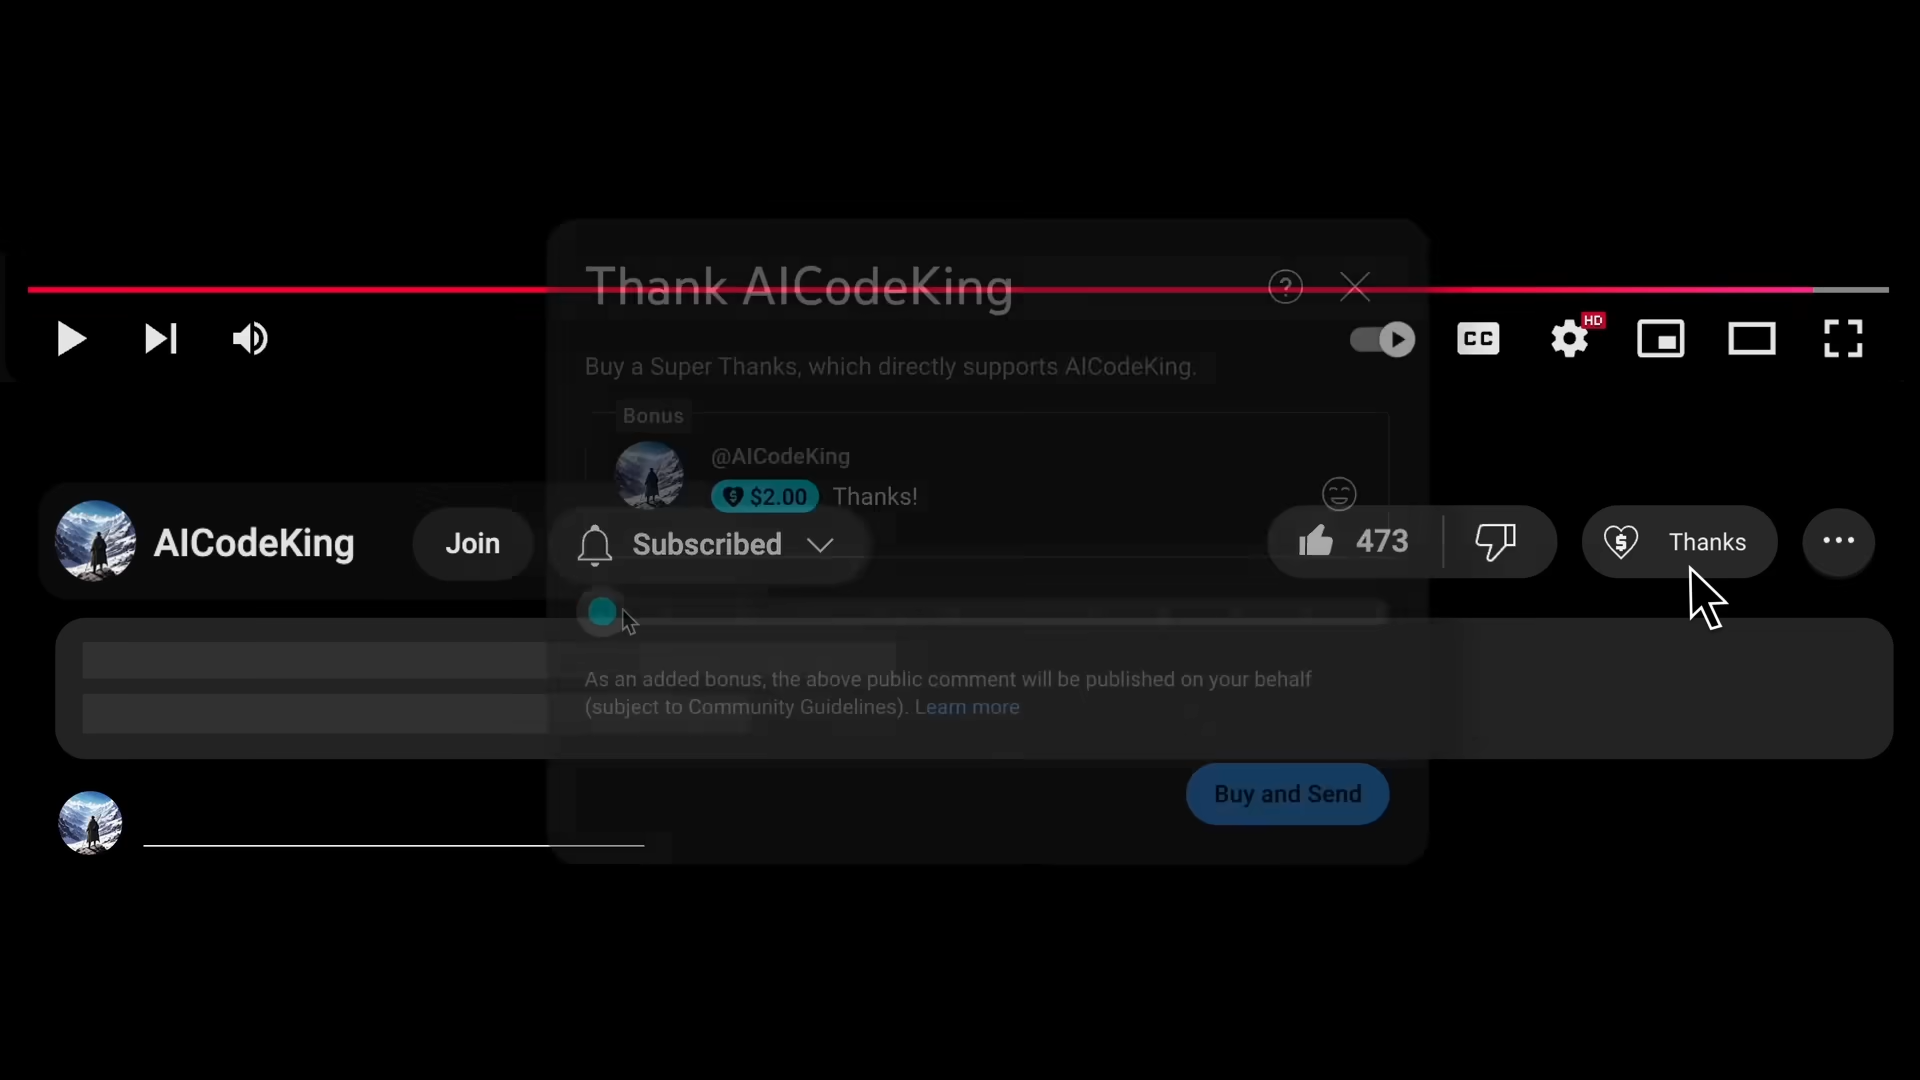 Thank AICodeKing
?
HD
CC
Buy a Super Thanks, which directly supports AICodeKing.
Bonus
@AICodeKing
$2.00 Thanks!
AICodeKing
Join
Subscribed
473
Thanks
As an added bonus, the above public comment will be published on your behalf
(subject to Community Guidelines). Learn more
Buy and Send